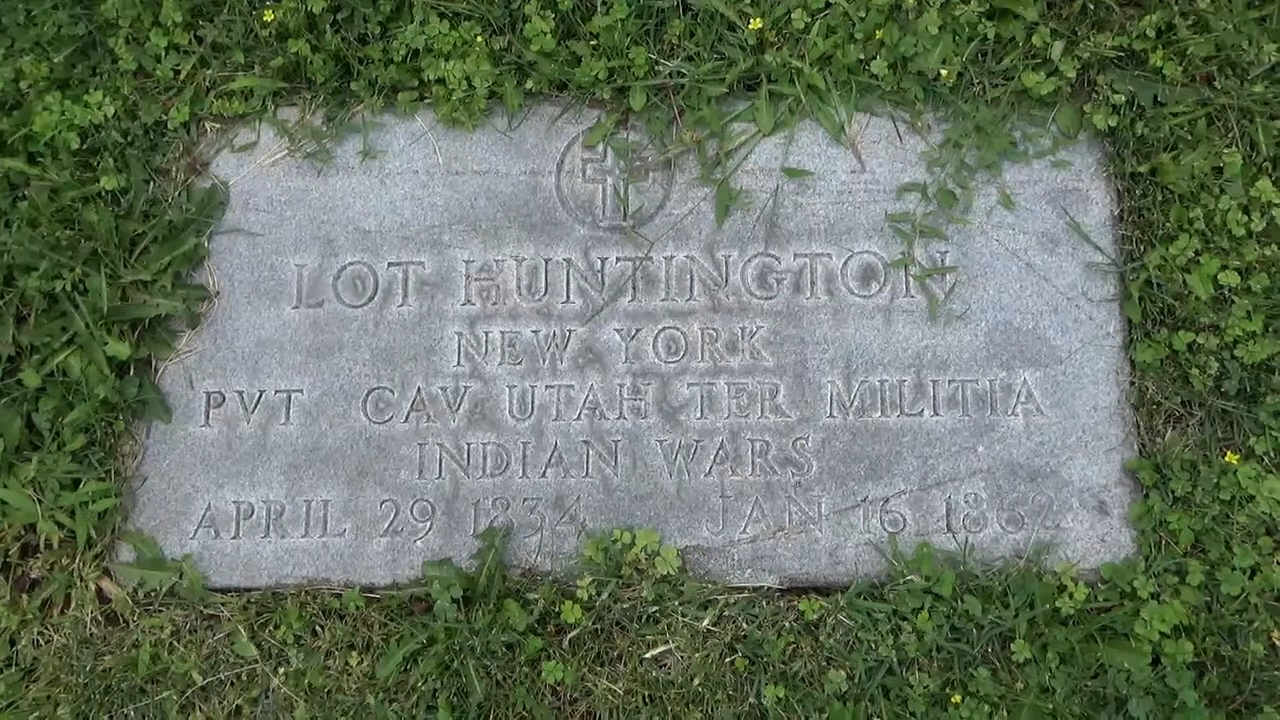 LOT HUNTINGTON
NEW YORK
PVT CAV UTAH TER MILITIA
INDIAN WARS
APRIL 29 1834 JAN 16 1862